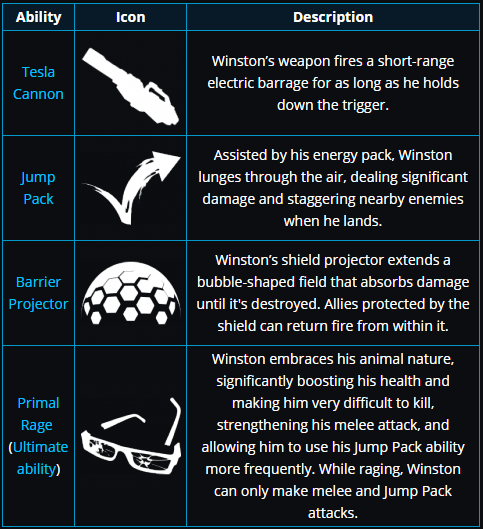 Ability Icon Description
Tesla
Cannon
Winston's weapon fires a short-range
electric barrage for as long as he holds
down the trigger.
Jump
Pack
Assisted by his energy pack, Winston
lunges through the air, dealing significant
damage and staggering nearby enemies
when he lands.
Barrier
Projector
Winston's shield projector extends a
bubble-shaped field that absorbs damage
until it's destroyed. Allies protected by the
shield can return fire from within it.
Primal
Rage
(Ultimate
ability)
Winston embraces his animal nature,
significantly boosting his health and
making him very difficult to kill,
strengthening his melee attack, and
allowing him to use his Jump Pack ability
more frequently. While raging, Winston
can only make melee and Jump Pack
attacks.